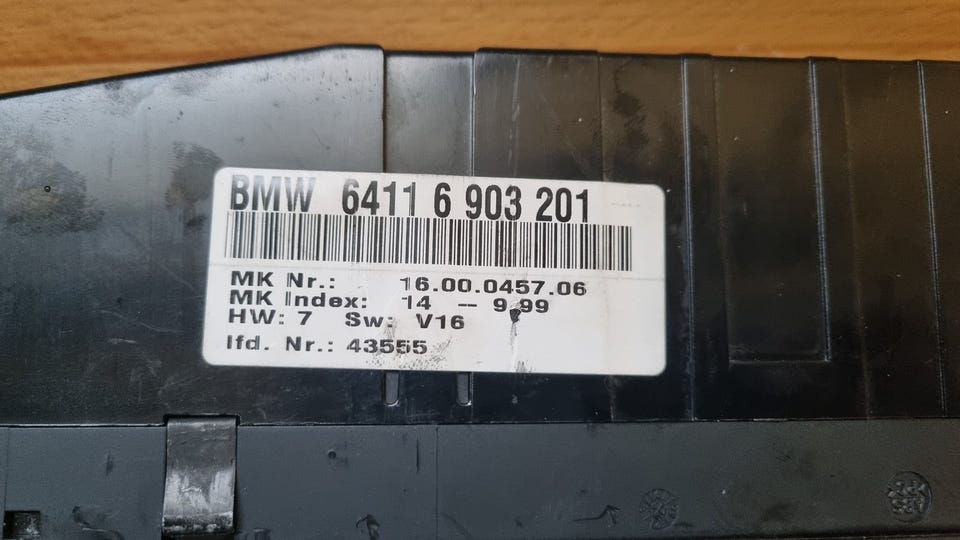 BMW 6411 6 903 201
MK Nr.: 16.00.0457.06
MK Index: 14 -- 9.99
HW: 7 Sw: V16
lfd. Nr.: 43555